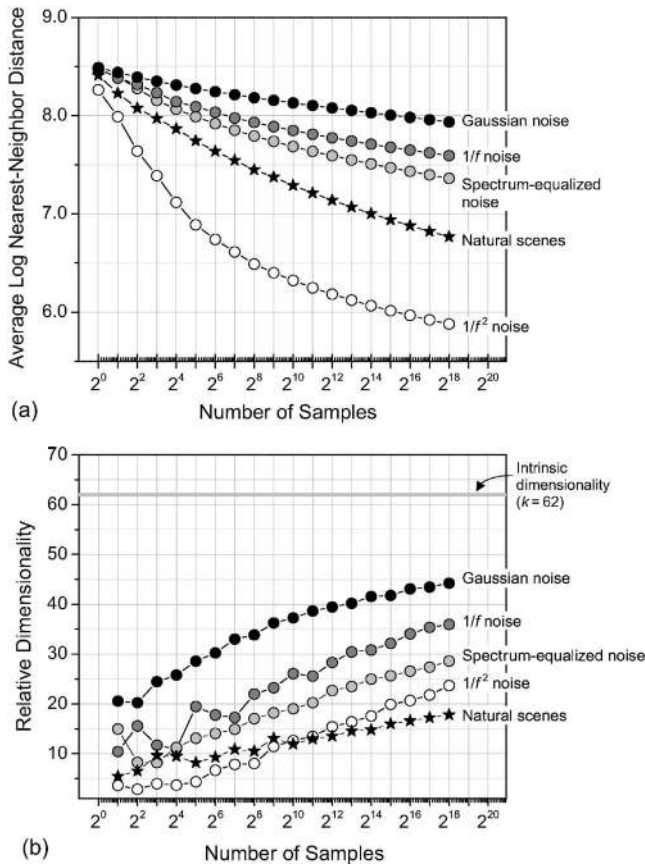 9.0
8.0
7.0
6.0
Average Log Nearest-Neighbor Distance
Gaussian noise
1/f noise
Spectrum-equalized
noise
Natural scenes
1/f² noise
2⁰ 2² 2⁴ 2⁶ 2⁸ 2¹⁰ 2¹² 2¹⁴ 2¹⁶ 2¹⁸ 2²⁰
(a)
Number of Samples
70
60
50
40
30
20
10
Relative Dimensionality
Intrinsic
dimensionality
(k=62)
Gaussian noise
1/f noise
Spectrum-equalized noise
1/f² noise
Natural scenes
2⁰ 2² 2⁴ 2⁶ 2⁸ 2¹⁰ 2¹² 2¹⁴ 2¹⁶ 2¹⁸ 2²⁰
(b)
Number of Samples